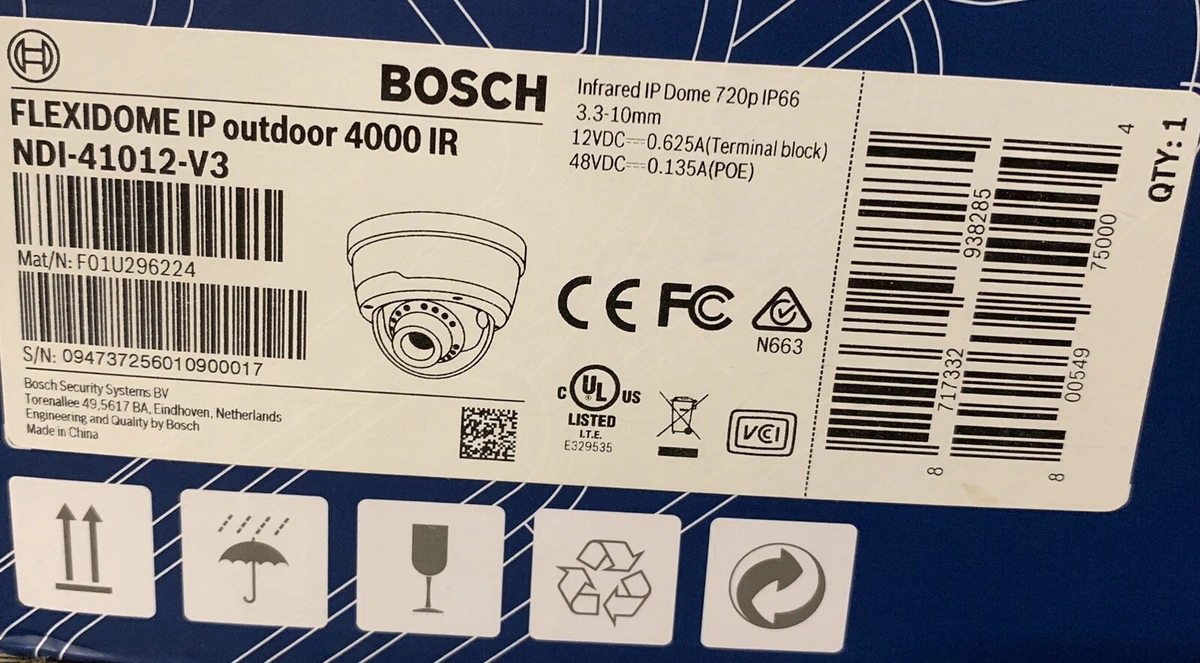 BOSCH
FLEXIDOME IP outdoor 4000 IR
NDI-41012-V3
Mat/N: F01U296224
S/N: 094737256010900017
Bosch Security Systems BV
Torenallee 49,5617 BA, Eindhoven, Netherlands
Engineering and Quality by Bosch
Made in China
Infrared IP Dome 720p IP66
3.3-10mm
12VDC⎓0.625A(Terminal block)
48VDC⎓0.135A(POE)
CE FC
N663
C UL US
LISTED
I.T.E.
E329535
VCI
8 717332 938285
8 00549 75000 4
QTY: 1